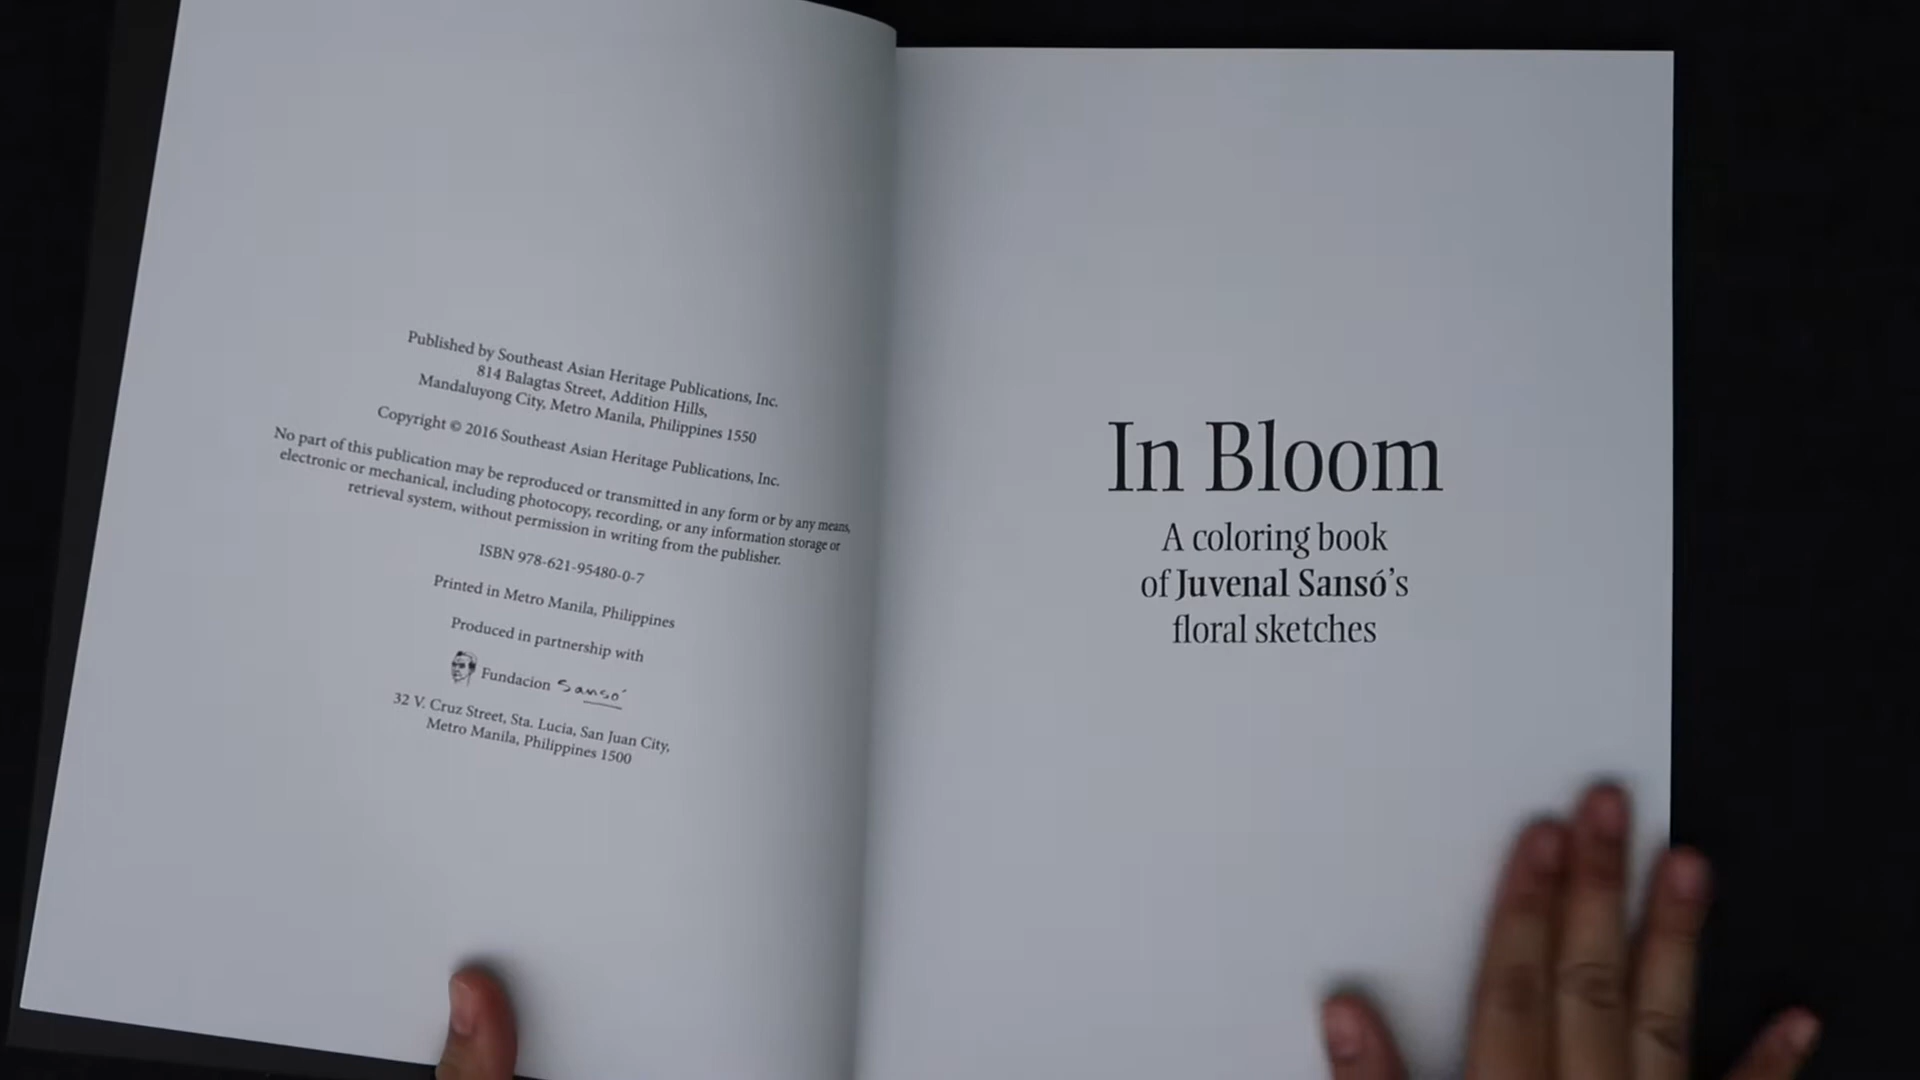 Published by Southeast Asian Heritage Publications, Inc.
814 Balagtas Street, Addition Hills,
Mandaluyong City, Metro Manila, Philippines 1550
Copyright © 2016 Southeast Asian Heritage Publications, Inc.
No part of this publication may be reproduced or transmitted in any form or by any means,
electronic or mechanical, including photocopy, recording, or any information storage or
retrieval system, without permission in writing from the publisher.
ISBN 978-621-95480-0-7
Printed in Metro Manila, Philippines
Produced in partnership with
Fundacion Sansó
32 V. Cruz Street, Sta. Lucia, San Juan City,
Metro Manila, Philippines 1500
In Bloom
A coloring book
of Juvenal Sansó's
floral sketches